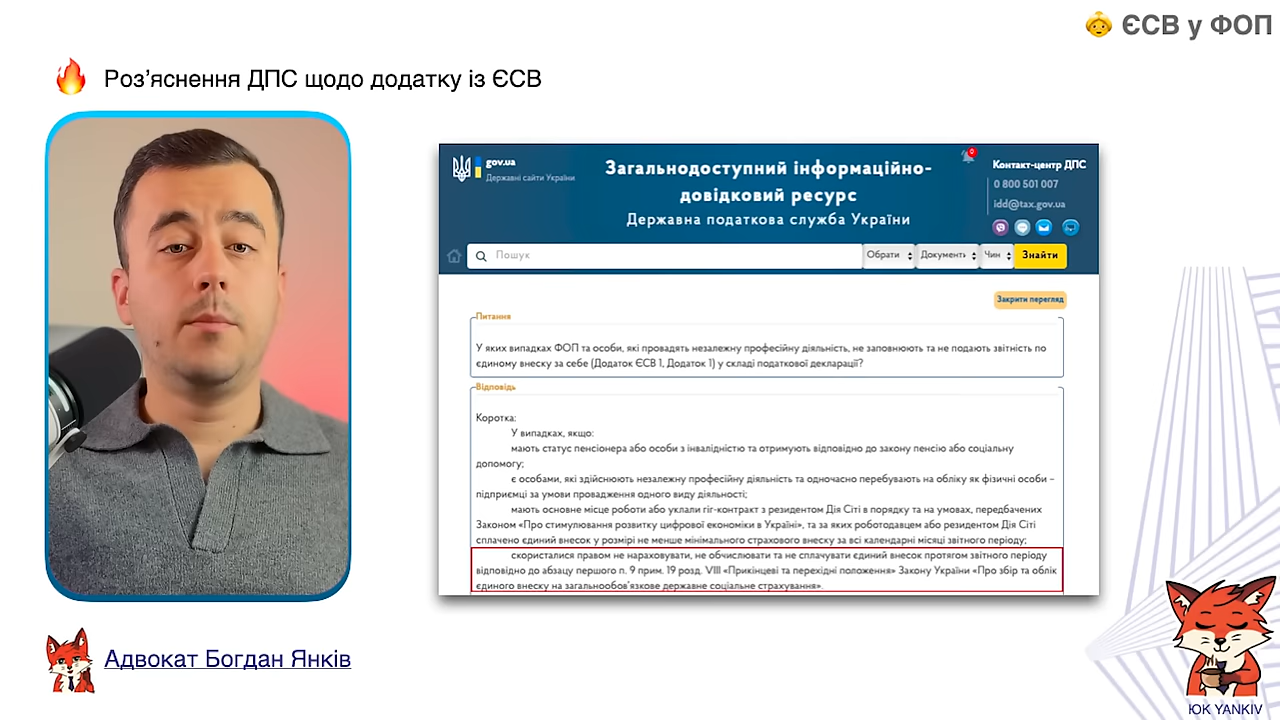 ЄСВ у ФОП
Роз’яснення ДПС щодо додатку із ЄСВ
gov.ua
Державні сайти України
Загальнодоступний інформаційно-
довідковий ресурс
Державна податкова служба України
0
Контакт-центр ДПС
0 800 501 007
idd@tax.gov.ua
Пошук
Обрати
Документи
Чин
Знайти
Закрити перегляд
Питання
У яких випадках ФОП та особи, які провадять незалежну професійну діяльність, не заповнюють та не подають звітність по
єдиному внеску за себе (Додаток ЄСВ 1, Додаток 1) у складі податкової декларації?
Відповідь
Коротка:
У випадках, якщо:
мають статус пенсіонера або особи з інвалідністю та отримують відповідно до закону пенсію або соціальну
допомогу;
є особами, які здійснюють незалежну професійну діяльність та одночасно перебувають на обліку як фізичні особи –
підприємці за умови провадження одного виду діяльності;
мають основне місце роботи або уклали гіг-контракт з резидентом Дія Сіті в порядку та на умовах, передбачених
Законом «Про стимулювання розвитку цифрової економіки в Україні», та за яких роботодавцем або резидентом Дія Сіті
сплачено єдиний внесок у розмірі не менше мінімального страхового внеску за всі календарні місяці звітного періоду;
скористалися правом не нараховувати, не обчислювати та не сплачувати єдиний внесок протягом звітного періоду
відповідно до абзацу першого п. 9 прим. 19 розд. VIII «Прикінцеві та перехідні положення» Закону України «Про збір та облік
єдиного внеску на загальнообов’язкове державне соціальне страхування».
Адвокат Богдан Янків
ЮК YANKIV